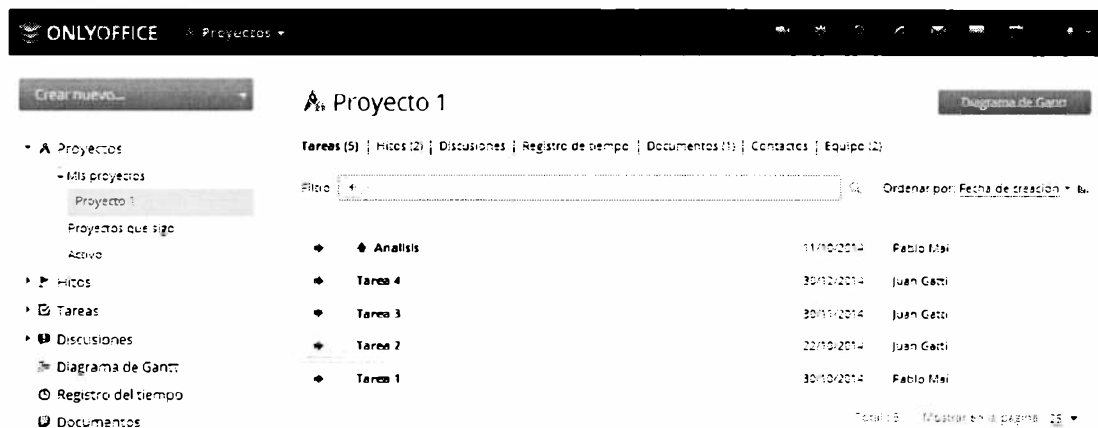 ONLYOFFICE Proyectos
Crear nuevo...
Proyectos
Mis proyectos
Proyecto 1
Proyectos que sigo
Activo
Hitos
Tareas
Discusiones
Diagrama de Gantt
Registro del tiempo
Documentos
Proyecto 1
Diagrama de Gantt
Tareas (5) | Hitos (2) | Discusiones | Registro de tiempo | Documentos (1) | Contactos | Equipo (2)
Filtro
Ordenar por: Fecha de creación
Analisis 11/10/2014 Pablo Mai
Tarea 4 30/12/2014 Juan Gatti
Tarea 3 30/11/2014 Juan Gatti
Tarea 2 22/10/2014 Juan Gatti
Tarea 1 30/10/2014 Pablo Mai
Total: 5 Mostrar en la página 25